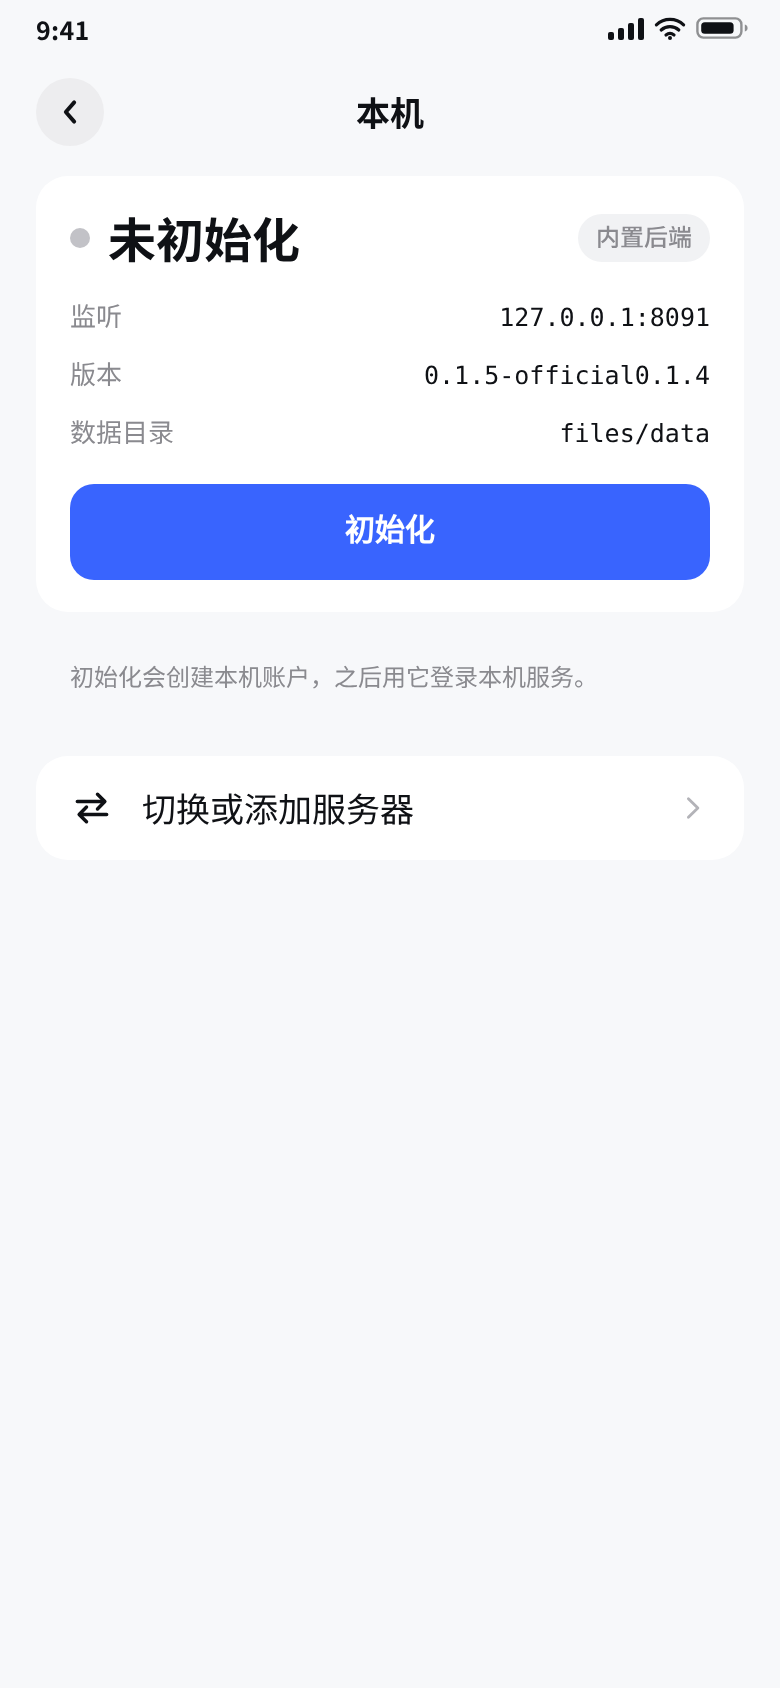 9:41
本机
未初始化
内置后端
监听
127.0.0.1:8091
版本
0.1.5-official0.1.4
数据目录
files/data
初始化
初始化会创建本机账户，之后用它登录本机服务。
切换或添加服务器